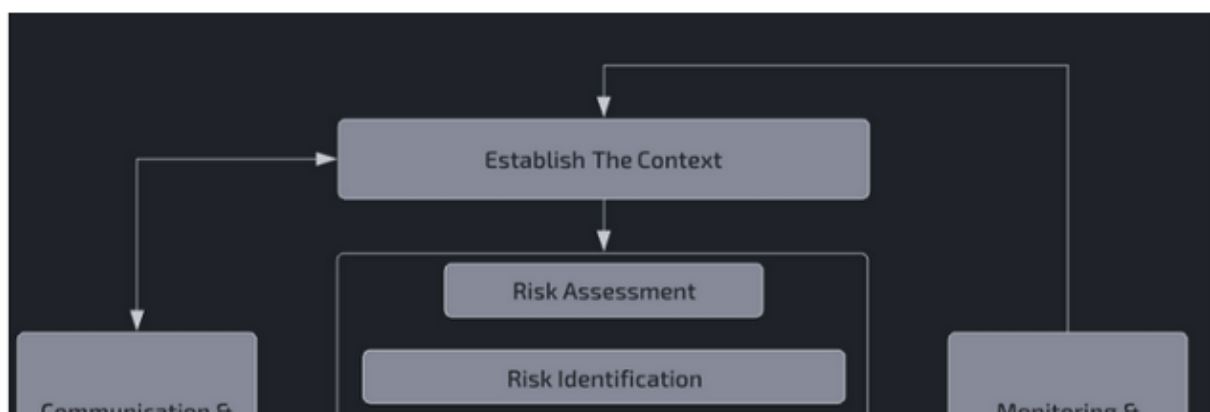 Establish The Context
Risk Assessment
Risk Identification
Communication &
Monitoring &